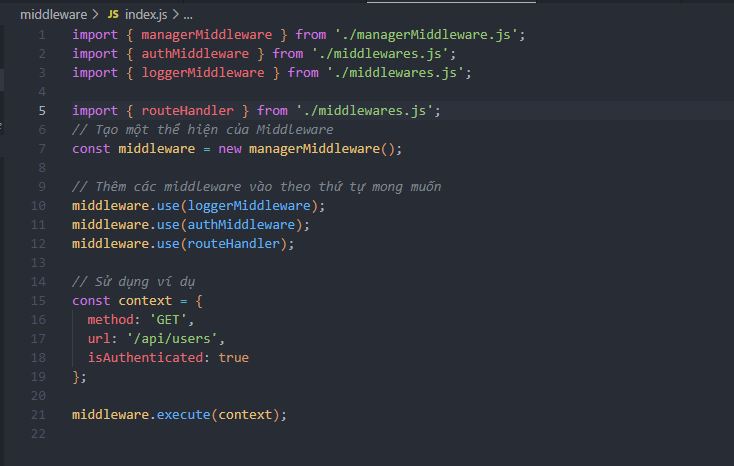 middleware > JS index.js > ...
1 import { managerMiddleware } from './managerMiddleware.js';
2 import { authMiddleware } from './middlewares.js';
3 import { loggerMiddleware } from './middlewares.js';
4
5 import { routeHandler } from './middlewares.js';
6 // Tạo một thể hiện của Middleware
7 const middleware = new managerMiddleware();
8
9 // Thêm các middleware vào theo thứ tự mong muốn
10 middleware.use(loggerMiddleware);
11 middleware.use(authMiddleware);
12 middleware.use(routeHandler);
13
14 // Sử dụng ví dụ
15 const context = {
16   method: 'GET',
17   url: '/api/users',
18   isAuthenticated: true
19 };
20
21 middleware.execute(context);
22